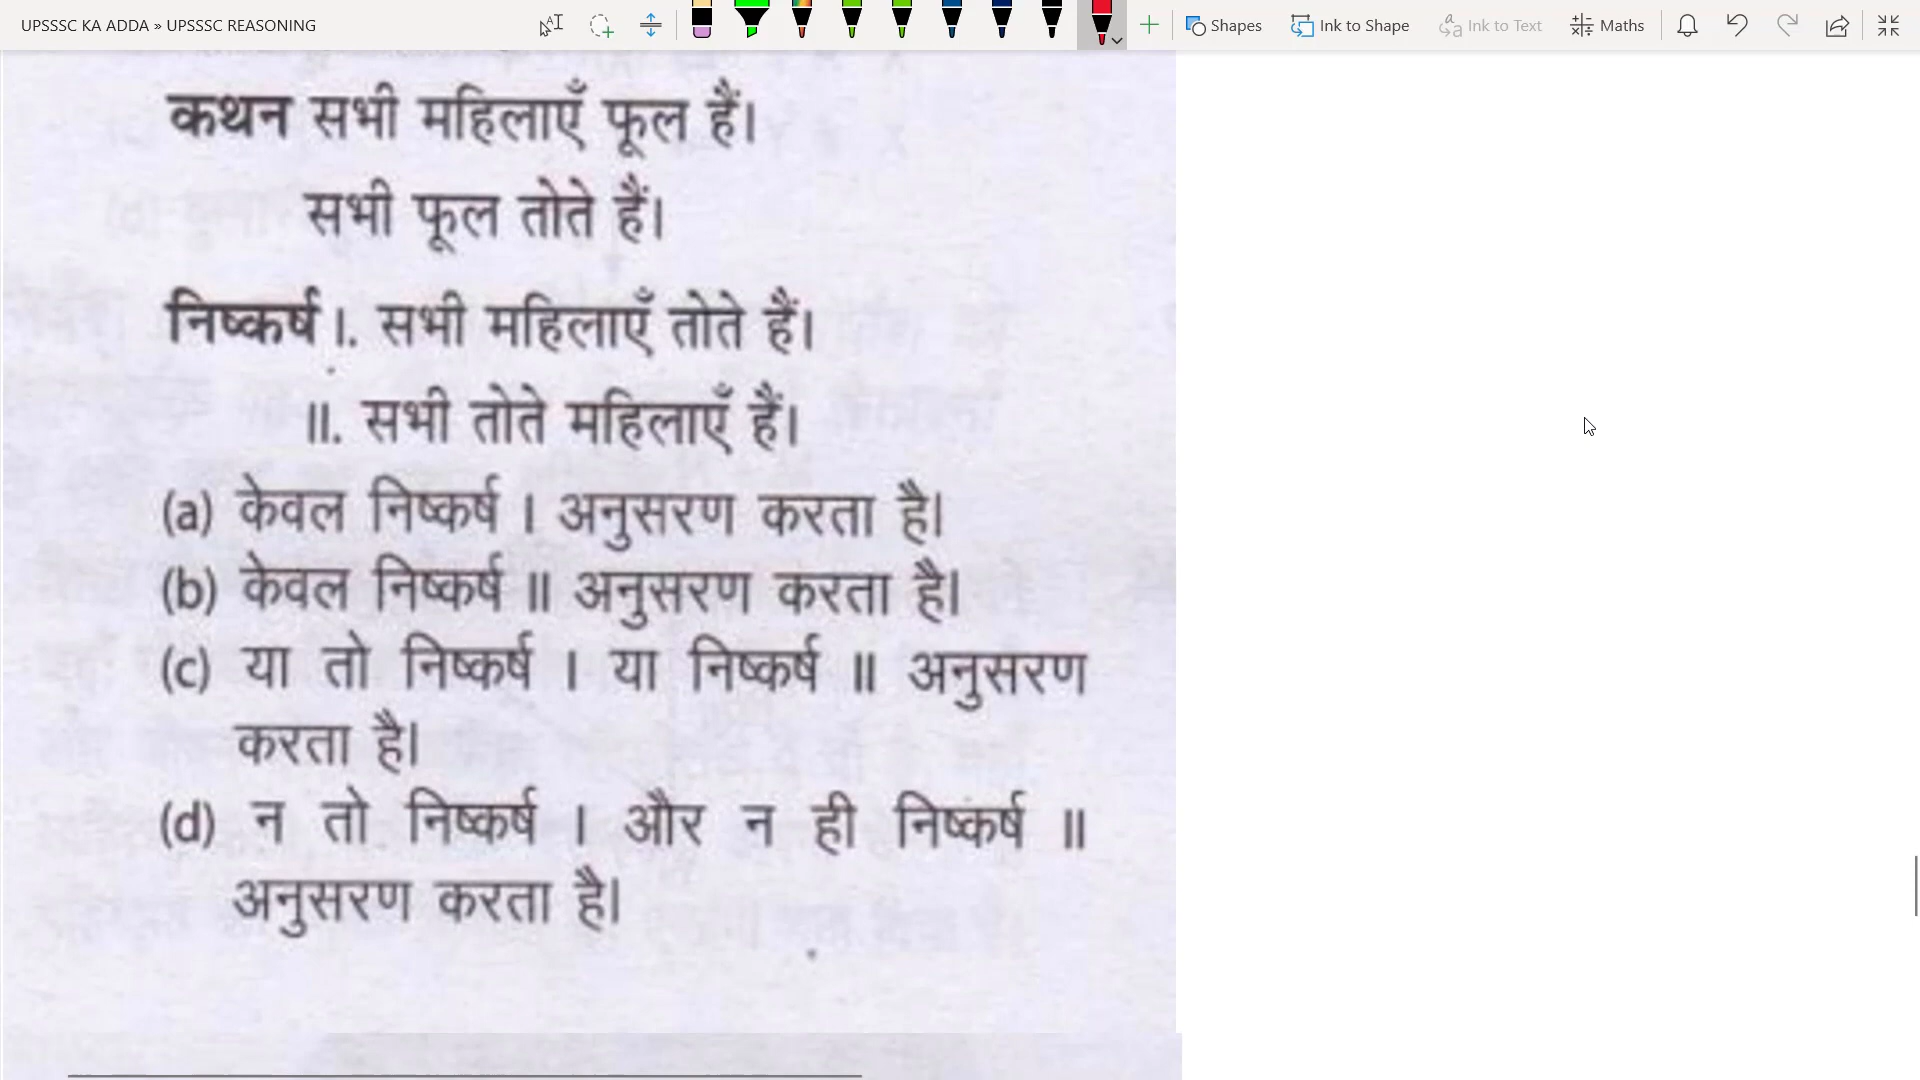 UPSSSC KA ADDA » UPSSSC REASONING
Shapes Ink to Shape Ink to Text Maths
कथन सभी महिलाएँ फूल हैं।
सभी फूल तोते हैं।
निष्कर्ष I. सभी महिलाएँ तोते हैं।
II. सभी तोते महिलाएँ हैं।
(a) केवल निष्कर्ष I अनुसरण करता है।
(b) केवल निष्कर्ष II अनुसरण करता है।
(c) या तो निष्कर्ष I या निष्कर्ष II अनुसरण
करता है।
(d) न तो निष्कर्ष I और न ही निष्कर्ष II
अनुसरण करता है।